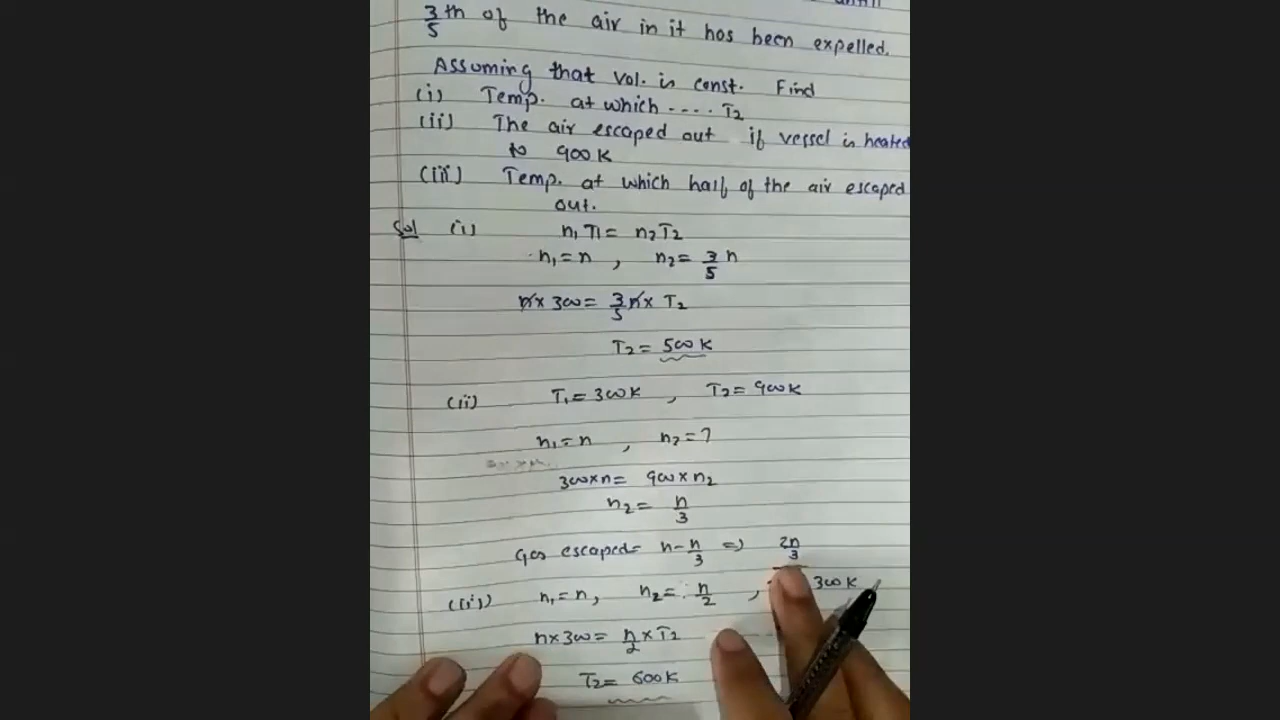 3/5 th of the air in it has been expelled.
Assuming that Vol. is const. Find
(i) Temp. at which .... T2
(ii) The air escaped out if vessel is heated
to 900 K
(iii) Temp. at which half of the air escaped
out.
Sol (i) n1 T1 = n2 T2
n1 = n , n2 = 3/5 n
n × 300 = 3/5 n × T2
T2 = 500 K
(ii) T1 = 300 K , T2 = 900 K
n1 = n , n2 = ?
300 × n = 900 × n2
n2 = n/3
Gas escaped = n - n/3 => 2n/3
(iii) n1 = n, n2 = n/2 , 300 K
n × 300 = n/2 × T2
T2 = 600 K